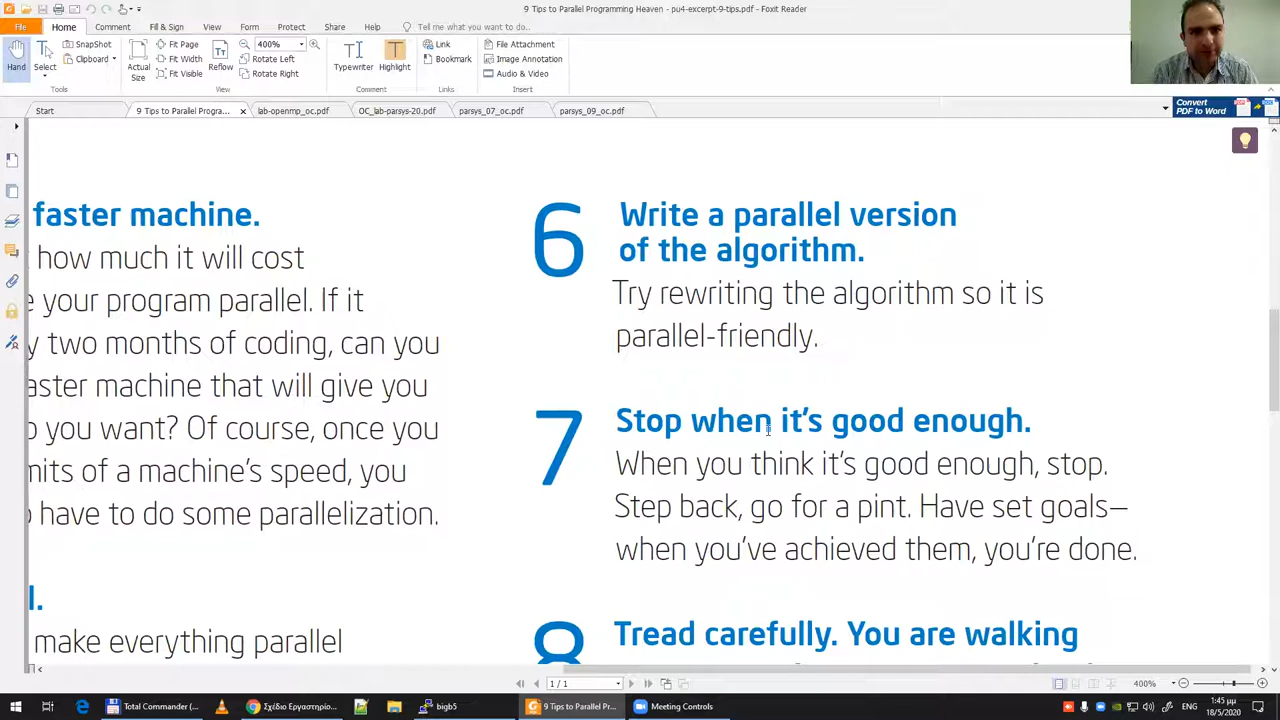 9 Tips to Parallel Programming Heaven - pu4-excerpt-9-tips.pdf - Foxit Reader
File Home Comment Fill & Sign View Form Protect Share Help Tell me what you want to do...
Hand
Select
SnapShot
Clipboard
Actual Size
Fit Page
Fit Width
Fit Visible
Reflow
400%
Rotate Left
Rotate Right
Typewriter
Highlight
Link
Bookmark
File Attachment
Image Annotation
Audio & Video
Tools View Comment Links Insert
Start 9 Tips to Parallel Progra... lab-openmp_oc.pdf OC_lab-parsys-20.pdf parsys_07_oc.pdf parsys_09_oc.pdf
Convert
PDF to Word
faster machine.
how much it will cost
e your program parallel. If it
y two months of coding, can you
aster machine that will give you
you want? Of course, once you
mits of a machine's speed, you
have to do some parallelization.
l.
make everything parallel
6 Write a parallel version
of the algorithm.
Try rewriting the algorithm so it is
parallel-friendly.
7 Stop when it's good enough.
When you think it's good enough, stop.
Step back, go for a pint. Have set goals—
when you've achieved them, you're done.
8 Tread carefully. You are walking
1 / 1
400%
Total Commander (...
Σχέδιο Εργαστηρίο...
bigb5
9 Tips to Parallel Pr...
Meeting Controls
ENG
1:45 μμ
18/5/2020